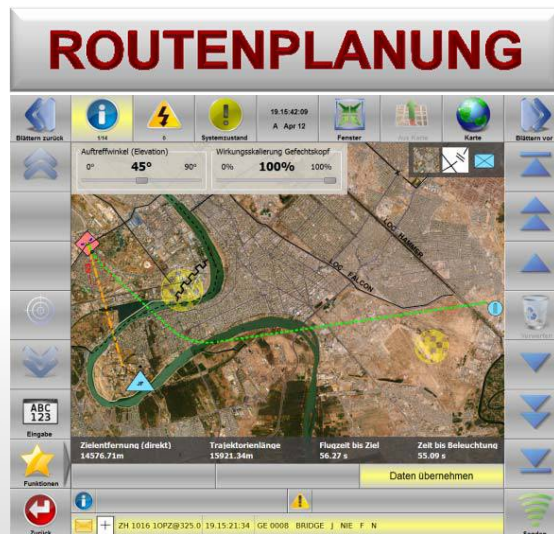 ROUTENPLANUNG
Blättern zurück
1/14
0
Systemzustand
19.15:42:09
A Apr 12
Fenster
Aus Karte
Karte
Blättern vor
Auftreffwinkel (Elevation)
0° 45° 90°
Wirkungsskalierung Gefechtskopf
0% 100% 100%
LOG HAMMER
LOG FALCON
Verwerfen
ABC
123
Eingabe
Funktionen
Zielentfernung (direkt) Trajektorienlänge Flugzeit bis Ziel Zeit bis Beleuchtung
14576.71m 15921.34m 56.27 s 55.09 s
Daten übernehmen
Zurück
ZH 1016 1OPZ@325.0 19.15:21:34 GE 0008 BRIDGE J NIE F N
Senden